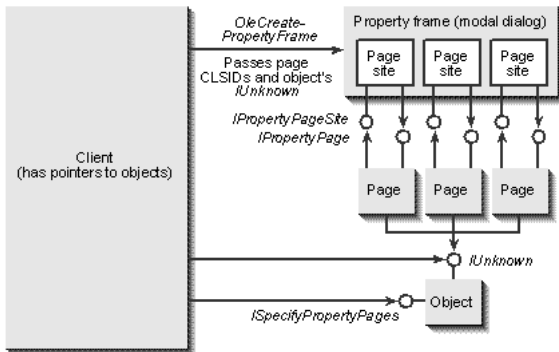 OleCreate-
PropertyFrame
Passes page
CLSIDs and object's
IUnknown
Property frame (modal dialog)
Page
site
Page
site
Page
site
IPropertyPageSite
IPropertyPage
Client
(has pointers to objects)
Page
Page
Page
IUnknown
Object
ISpecifyPropertyPages